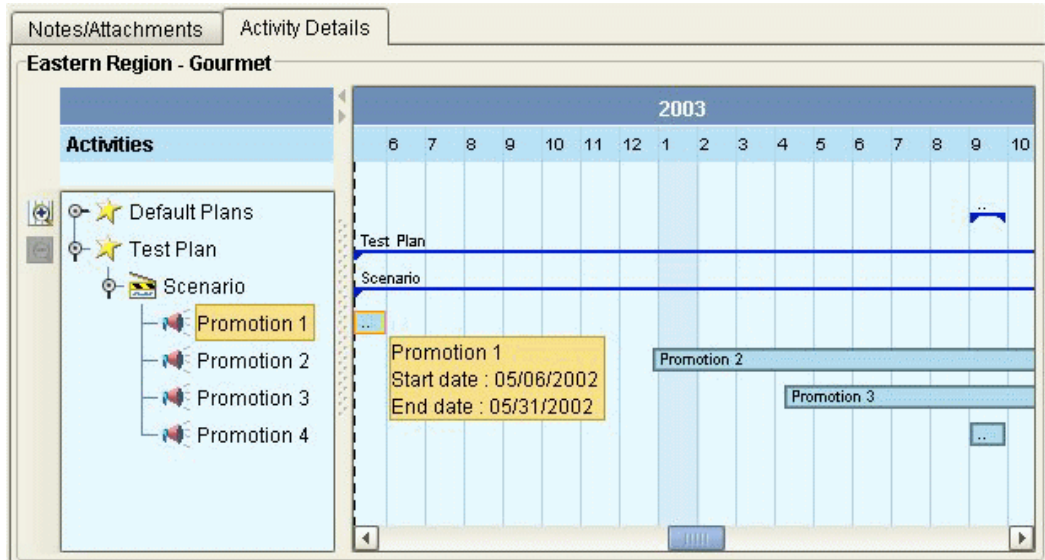 Notes/Attachments Activity Details
Eastern Region - Gourmet
2003
Activities
6 7 8 9 10 11 12 1 2 3 4 5 6 7 8 9 10
Default Plans
..
Test Plan
Test Plan
Scenario
Scenario
Promotion 1
..
Promotion 1
Start date : 05/06/2002
End date : 05/31/2002
Promotion 2
Promotion 2
Promotion 3
Promotion 3
Promotion 4
..